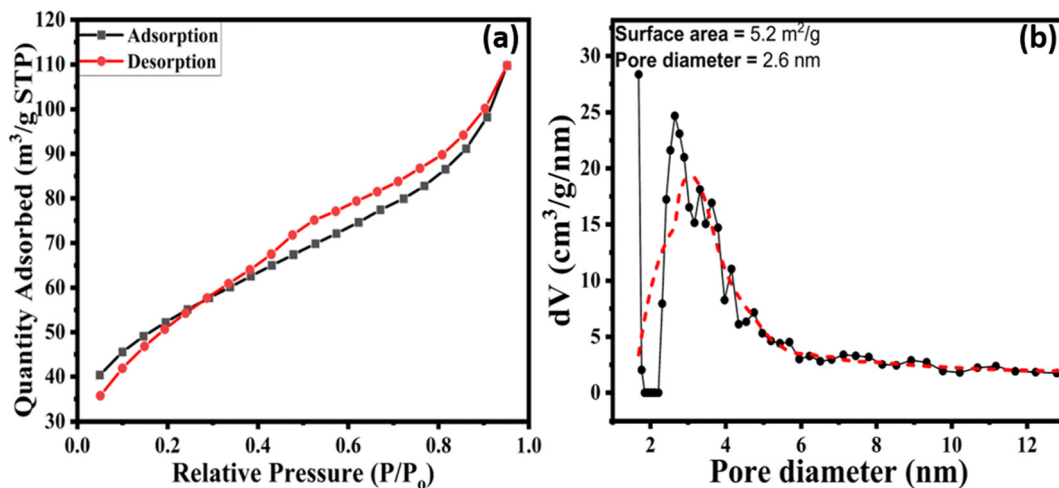 (a)
Adsorption
Desorption
Quantity Adsorbed (m³/g STP)
120
110
100
90
80
70
60
50
40
30
0.0 0.2 0.4 0.6 0.8 1.0
Relative Pressure (P/Pₒ)
(b)
Surface area = 5.2 m²/g
Pore diameter = 2.6 nm
dV (cm³/g/nm)
30
25
20
15
10
5
0
2 4 6 8 10 12
Pore diameter (nm)